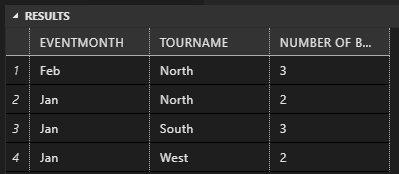 RESULTS
EVENTMONTH TOURNAME NUMBER OF B...
1 Feb North 3
2 Jan North 2
3 Jan South 3
4 Jan West 2